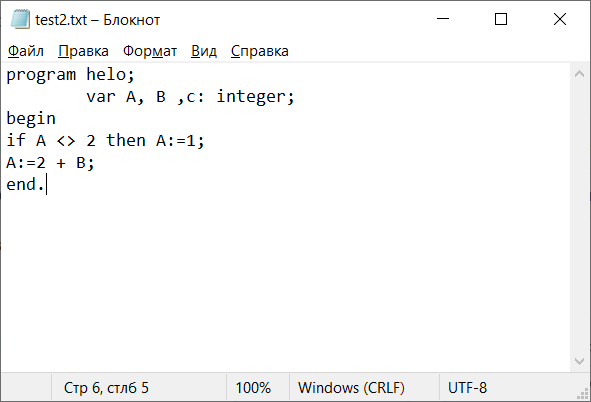 test2.txt – Блокнот
Файл Правка Формат Вид Справка
program helo;
        var A, B ,c: integer;
begin
if A <> 2 then A:=1;
A:=2 + B;
end.
Стр 6, стлб 5 100% Windows (CRLF) UTF-8